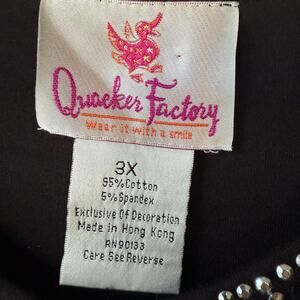 Quacker Factory
Wear it with a smile
3X
95%Cotton
5%Spandex
Exclusive Of Decoration
Made in Hong Kong
RN90133
Care See Reverse